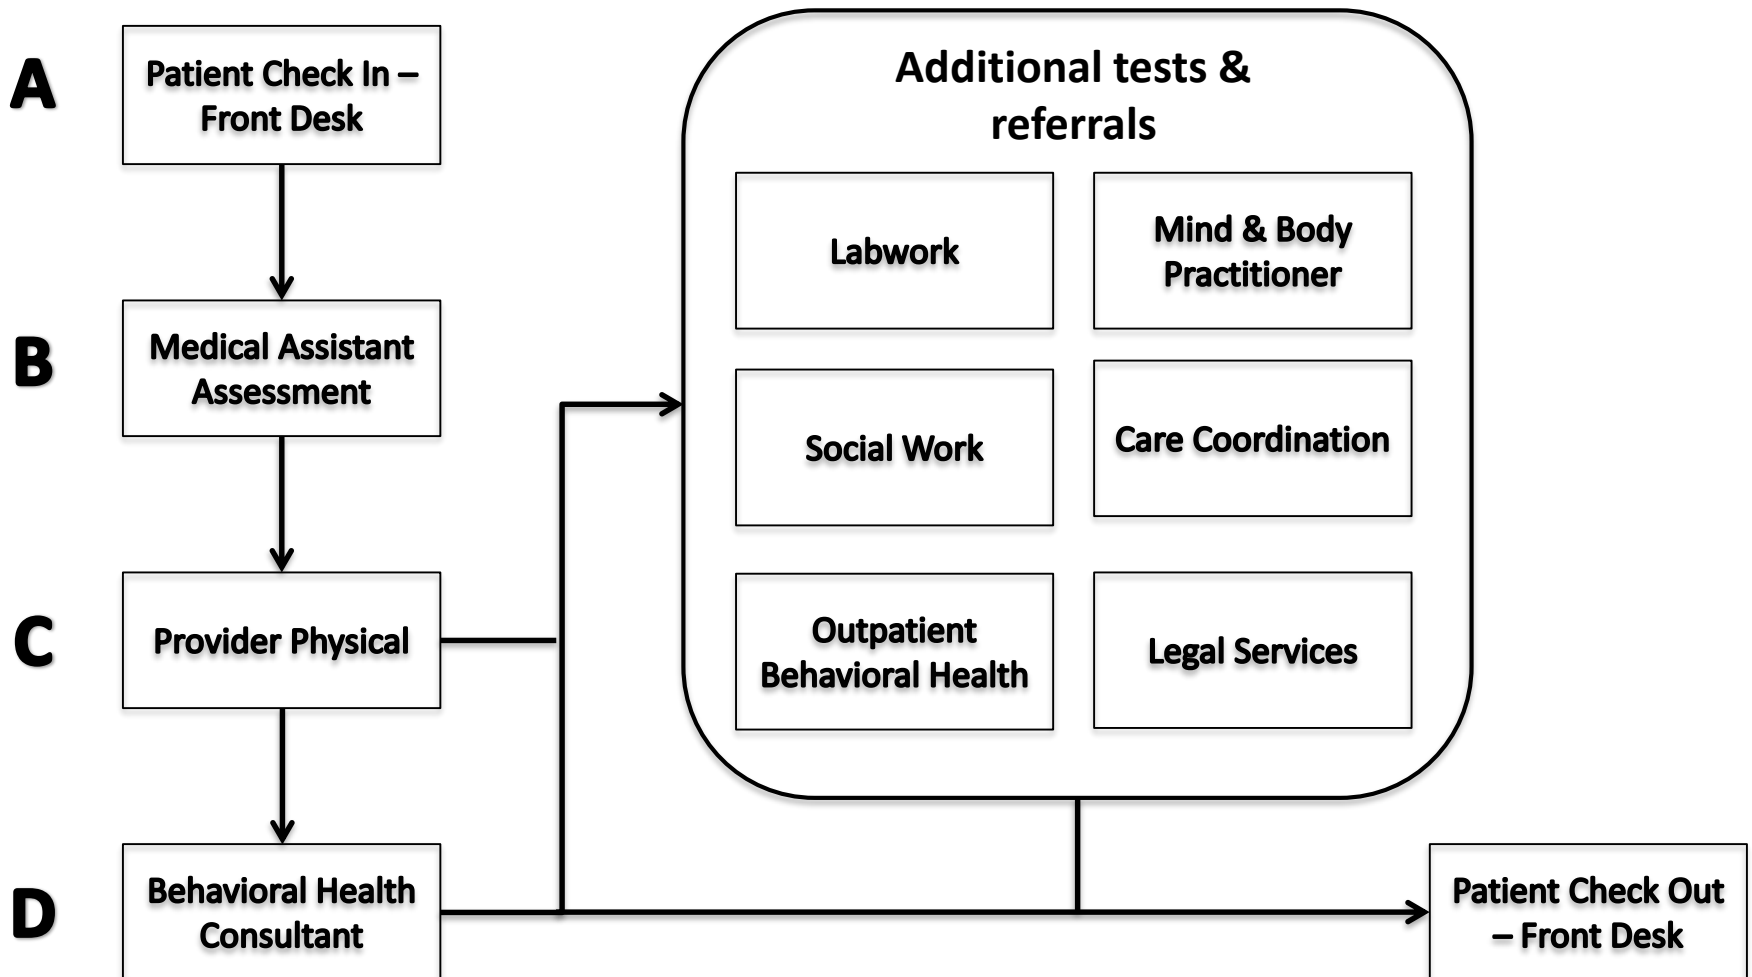 A
Patient Check In –
Front Desk
B
Medical Assistant
Assessment
C
Provider Physical
D
Behavioral Health
Consultant
Additional tests &
referrals
Labwork
Mind & Body
Practitioner
Social Work
Care Coordination
Outpatient
Behavioral Health
Legal Services
Patient Check Out
– Front Desk